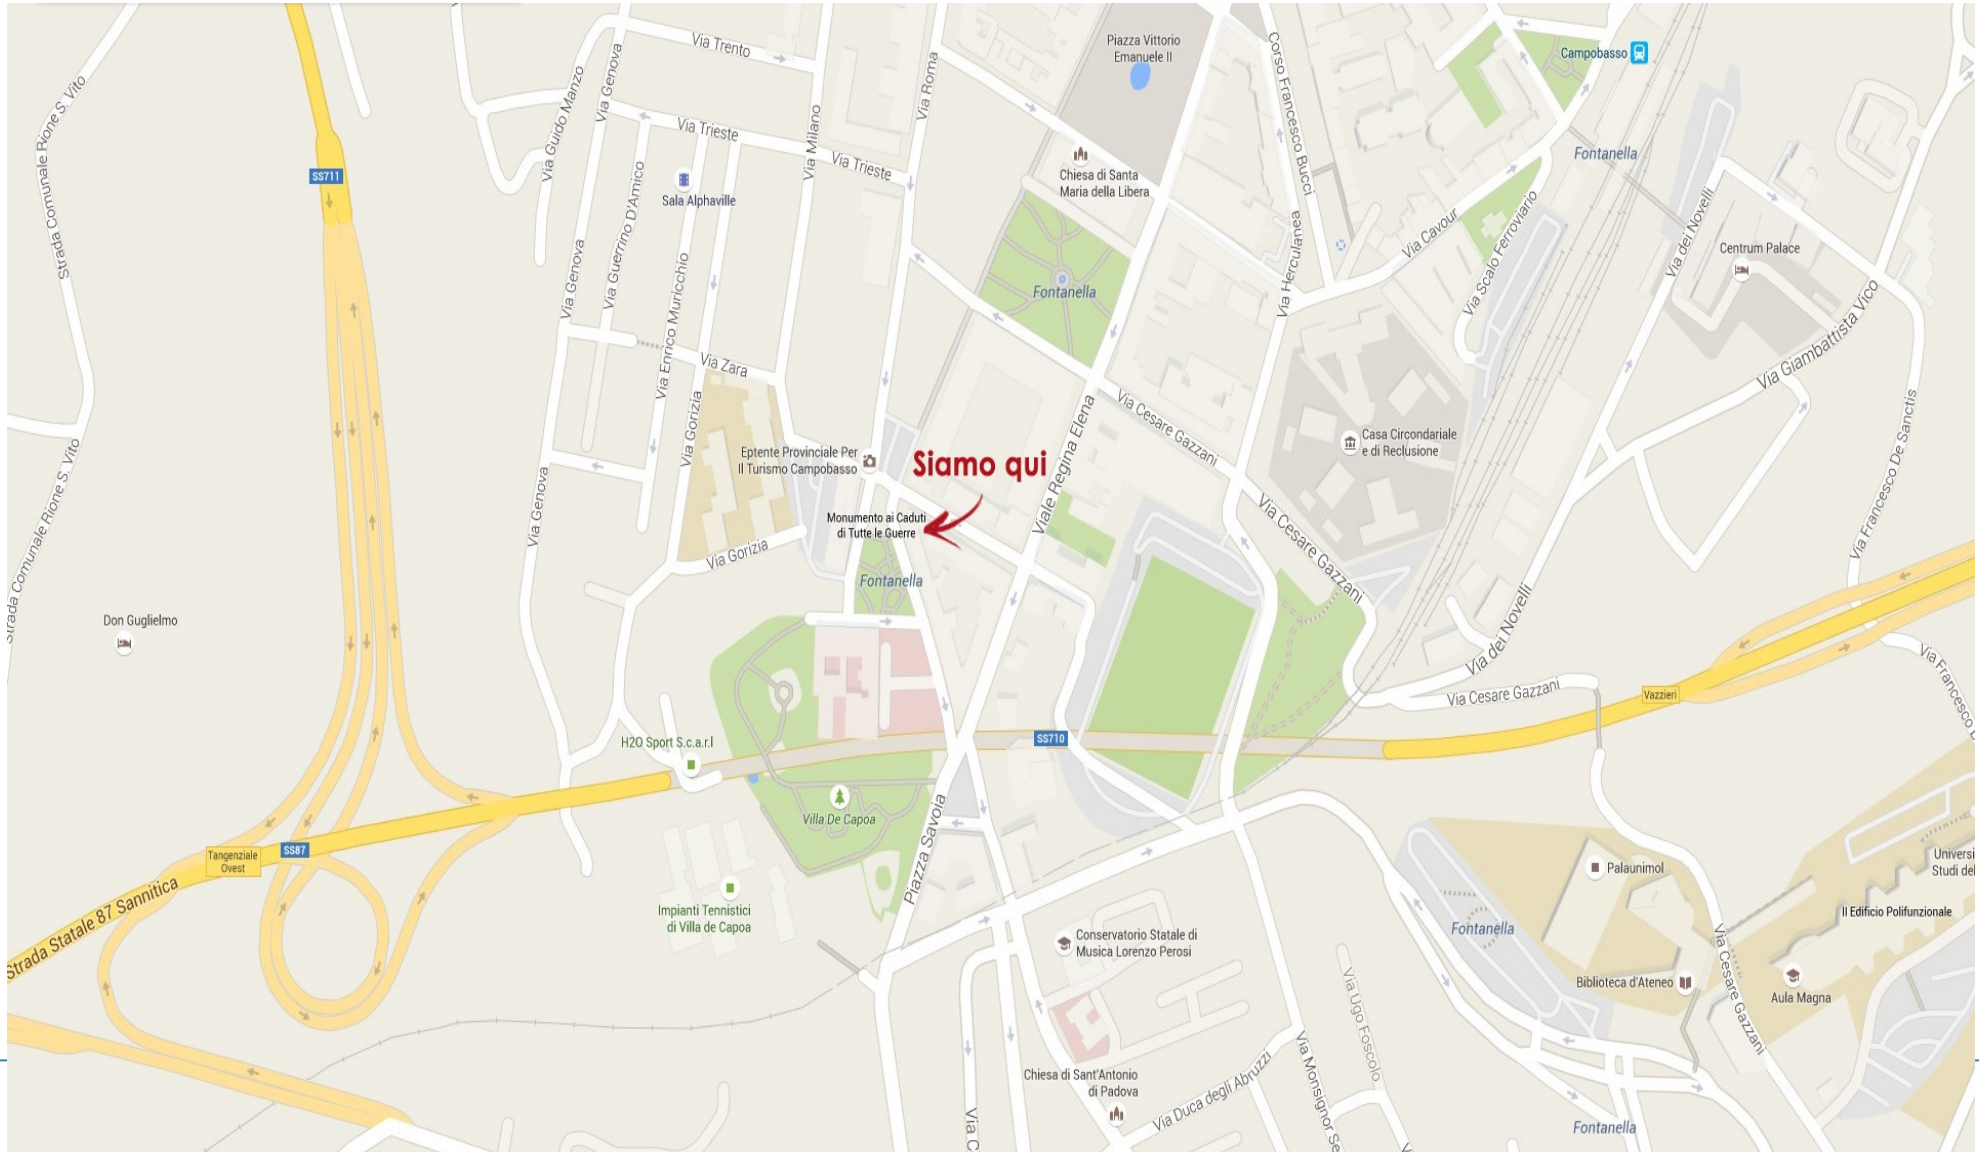 Via Trento
Via Genova
Via Guido Manzo
Strada Comunale Rione S. Vito
Via Roma
Piazza Vittorio
Emanuele II
Corso Francesco Bucci
Campobasso
Fontanella
Via Milano
Via Trieste
Via Trieste
SS711
Sala Alphaville
Via Guerrino D'Amico
Chiesa di Santa
Maria della Libera
Via Cavour
Via Scalo Ferroviario
Via dei Novelli
Centrum Palace
Via Genova
Via Enrico Muricchio
Fontanella
Via Herculanea
Via Giambattista Vico
Via Zara
Via Gorizia
Viale Regina Elena
Via Cesare Gazzani
Casa Circondariale
e di Reclusione
Via Francesco De Sanctis
Strada Comunale Rione S. Vito
Via Genova
Eptente Provinciale Per
Il Turismo Campobasso
Siamo qui
Monumento ai Caduti
di Tutte le Guerre
Via Cesare Gazzani
Via Gorizia
Fontanella
Don Guglielmo
Via dei Novelli
Via Cesare Gazzani
Vazzieri
Via Francesco
H2O Sport S.c.a.r.l
SS710
Villa De Capoa
Piazza Savoia
Tangenziale
Ovest
SS87
Strada Statale 87 Sannitica
Impianti Tennistici
di Villa de Capoa
Palaunimol
Universi
Studi del
II Edificio Polifunzionale
Fontanella
Conservatorio Statale di
Musica Lorenzo Perosi
Via Ugo Foscolo
Biblioteca d'Ateneo
Aula Magna
Via Cesare Gazzani
Chiesa di Sant'Antonio
di Padova
Via Duca degli Abruzzi
Via Monsignor Se
Via C
Fontanella